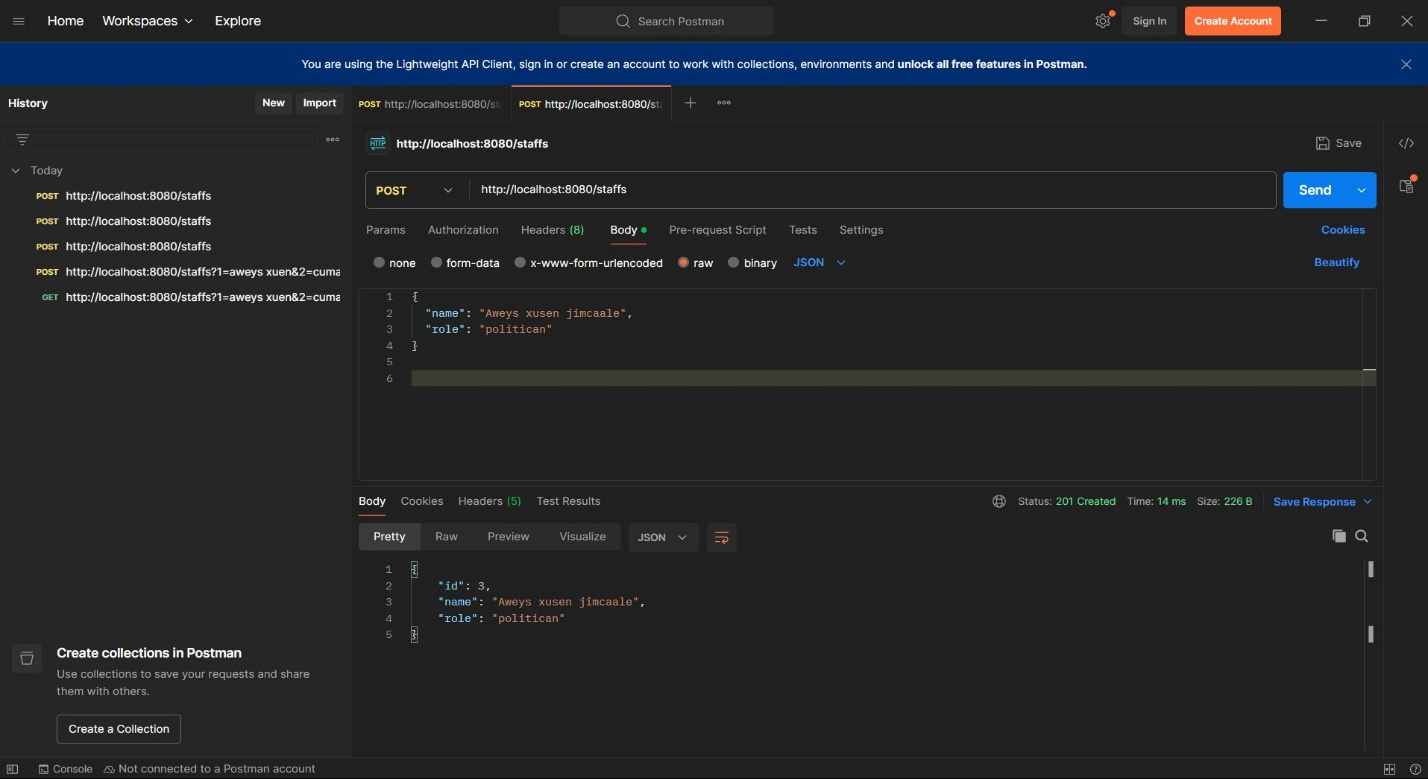 Home Workspaces Explore Search Postman Sign In Create Account
You are using the Lightweight API Client, sign in or create an account to work with collections, environments and unlock all free features in Postman.
History New Import
Today
POST http://localhost:8080/staffs
POST http://localhost:8080/staffs
POST http://localhost:8080/staffs
POST http://localhost:8080/staffs?1=aweys xuen&2=cuma
GET http://localhost:8080/staffs?1=aweys xuen&2=cuma
Create collections in Postman
Use collections to save your requests and share
them with others.
Create a Collection
POST http://localhost:8080/st POST http://localhost:8080/sta
HTTP http://localhost:8080/staffs Save
POST http://localhost:8080/staffs Send
Params Authorization Headers (8) Body Pre-request Script Tests Settings Cookies
none form-data x-www-form-urlencoded raw binary JSON Beautify
1 {
2 "name": "Aweys xusen jimcaale",
3 "role": "politican"
4 }
5
6
Body Cookies Headers (5) Test Results Status: 201 Created Time: 14 ms Size: 226 B Save Response
Pretty Raw Preview Visualize JSON
1 {
2 "id": 3,
3 "name": "Aweys xusen jimcaale",
4 "role": "politican"
5 }
Console Not connected to a Postman account